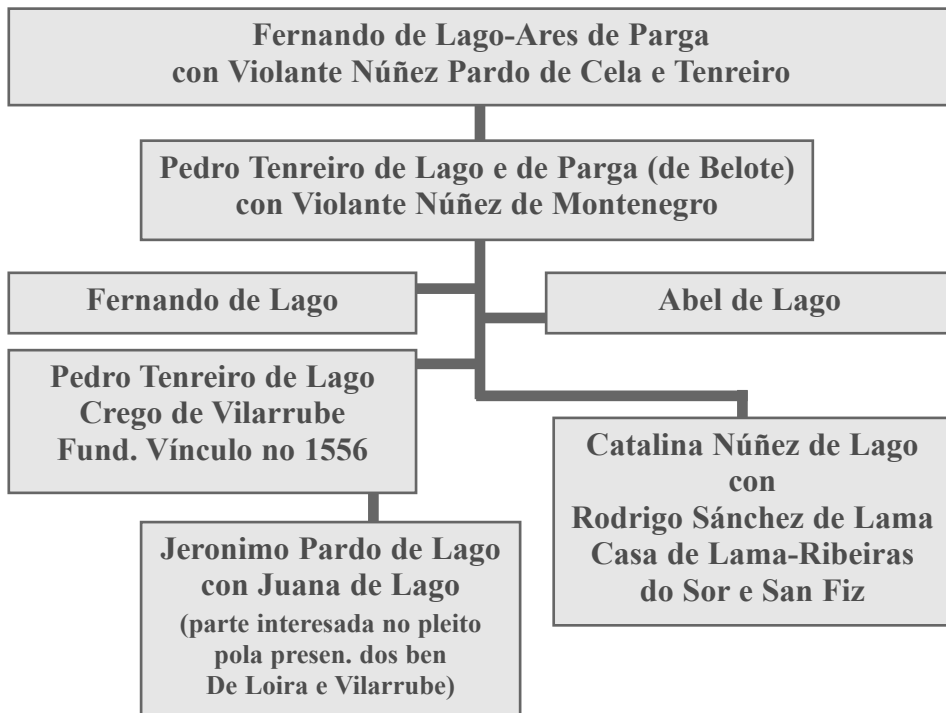 Fernando de Lago-Ares de Parga
con Violante Núñez Pardo de Cela e Tenreiro
Pedro Tenreiro de Lago e de Parga (de Belote)
con Violante Núñez de Montenegro
Fernando de Lago
Abel de Lago
Pedro Tenreiro de Lago
Crego de Vilarrube
Fund. Vínculo no 1556
Catalina Núñez de Lago
con
Rodrigo Sánchez de Lama
Casa de Lama-Ribeiras
do Sor e San Fiz
Jeronimo Pardo de Lago
con Juana de Lago
(parte interesada no pleito
pola presen. dos ben
De Loira e Vilarrube)